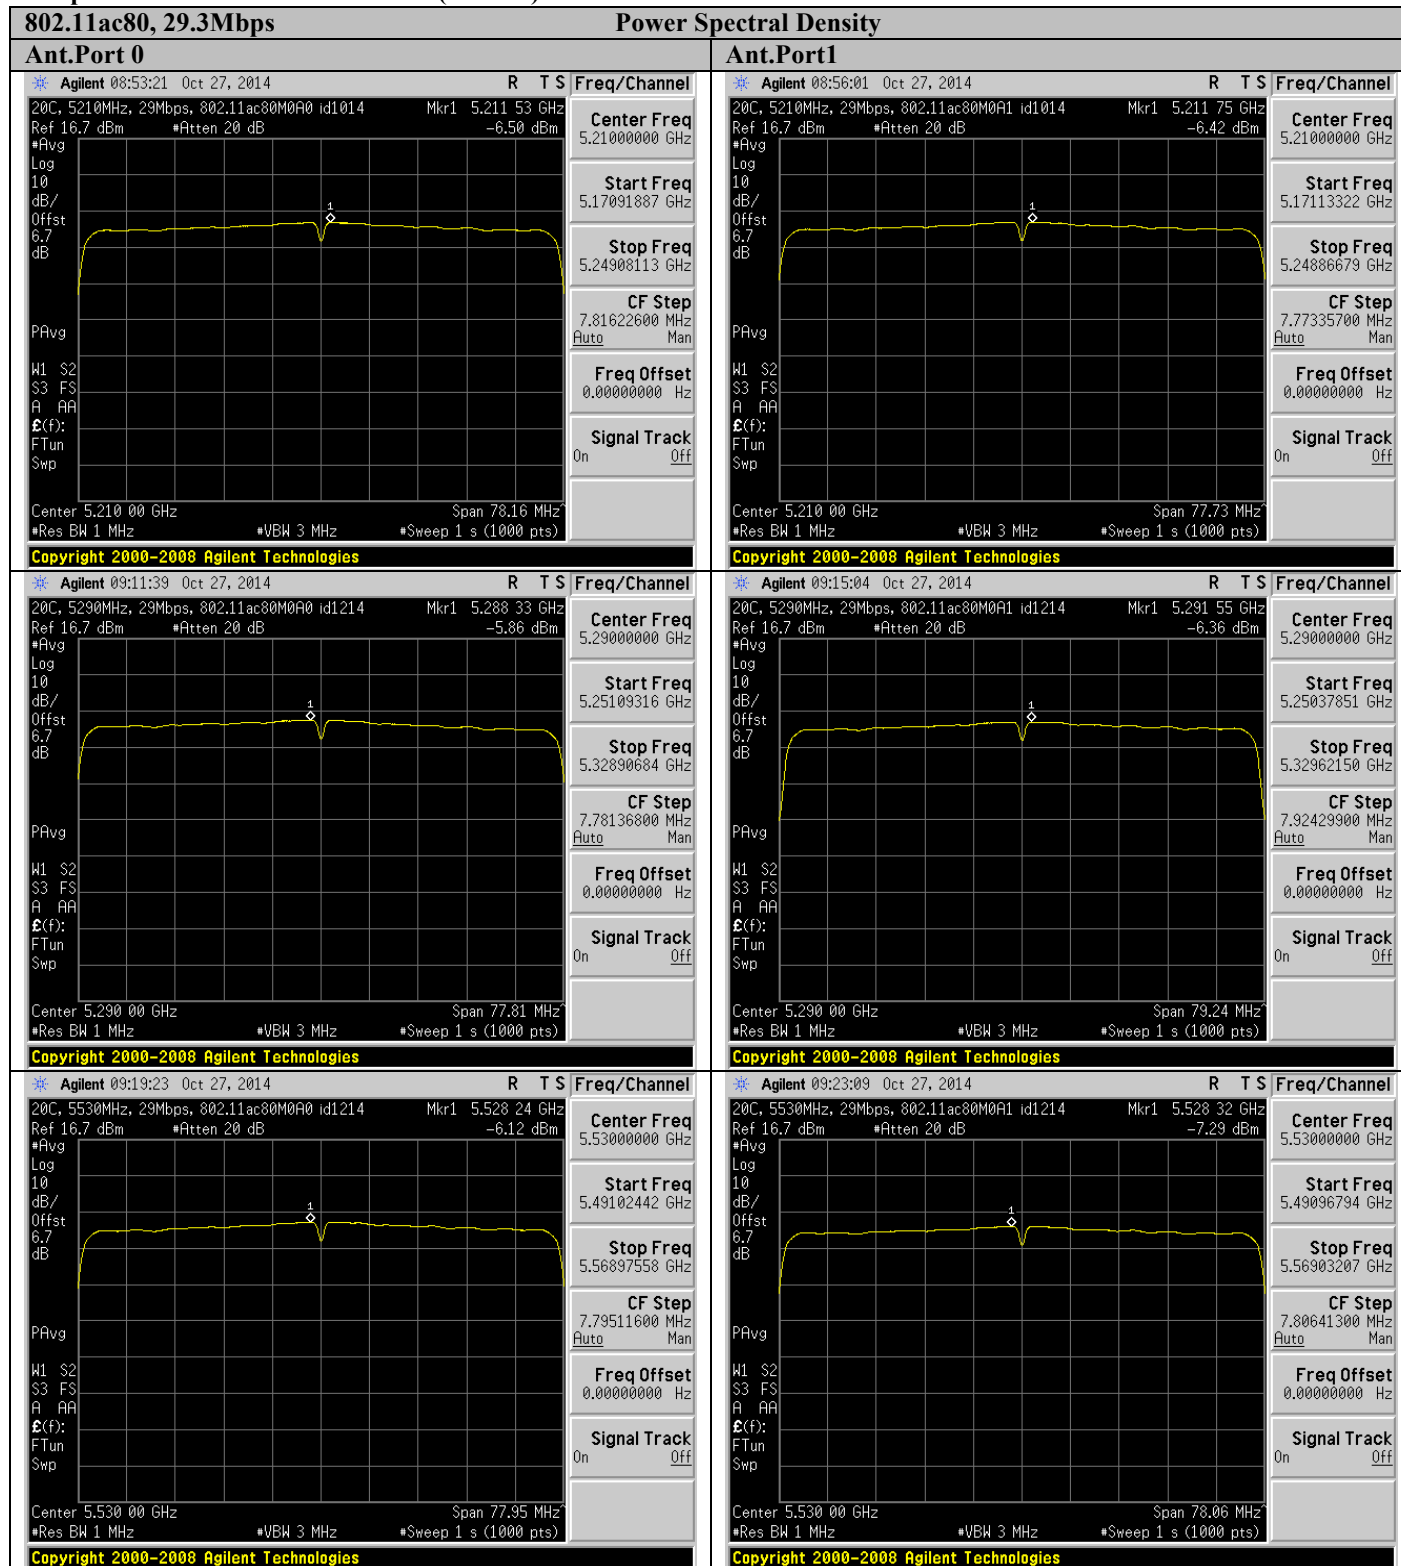 802.11ac80, 29.3Mbps Power Spectral Density
Ant.Port 0 Ant.Port1
Agilent 08:53:21 Oct 27, 2014 R T S Freq/Channel
20C, 5210MHz, 29Mbps, 802.11ac80M0A0 id1014 Mkr1 5.211 53 GHz
Ref 16.7 dBm #Atten 20 dB -6.50 dBm
#Avg
Log
10
dB/
Offst
6.7
dB
1
PAvg
W1 S2
S3 FS
A AA
£(f):
FTun
Swp
Center 5.210 00 GHz Span 78.16 MHz^
#Res BW 1 MHz #VBW 3 MHz #Sweep 1 s (1000 pts)
Copyright 2000-2008 Agilent Technologies
Center Freq
5.21000000 GHz
Start Freq
5.17091887 GHz
Stop Freq
5.24908113 GHz
CF Step
7.81622600 MHz
Auto Man
Freq Offset
0.00000000 Hz
Signal Track
On Off
Agilent 08:56:01 Oct 27, 2014 R T S Freq/Channel
20C, 5210MHz, 29Mbps, 802.11ac80M0A1 id1014 Mkr1 5.211 75 GHz
Ref 16.7 dBm #Atten 20 dB -6.42 dBm
#Avg
Log
10
dB/
Offst
6.7
dB
1
PAvg
W1 S2
S3 FS
A AA
£(f):
FTun
Swp
Center 5.210 00 GHz Span 77.73 MHz^
#Res BW 1 MHz #VBW 3 MHz #Sweep 1 s (1000 pts)
Copyright 2000-2008 Agilent Technologies
Center Freq
5.21000000 GHz
Start Freq
5.17113322 GHz
Stop Freq
5.24886679 GHz
CF Step
7.77335700 MHz
Auto Man
Freq Offset
0.00000000 Hz
Signal Track
On Off
Agilent 09:11:39 Oct 27, 2014 R T S Freq/Channel
20C, 5290MHz, 29Mbps, 802.11ac80M0A0 id1214 Mkr1 5.288 33 GHz
Ref 16.7 dBm #Atten 20 dB -5.86 dBm
#Avg
Log
10
dB/
Offst
6.7
dB
1
PAvg
W1 S2
S3 FS
A AA
£(f):
FTun
Swp
Center 5.290 00 GHz Span 77.81 MHz^
#Res BW 1 MHz #VBW 3 MHz #Sweep 1 s (1000 pts)
Copyright 2000-2008 Agilent Technologies
Center Freq
5.29000000 GHz
Start Freq
5.25109316 GHz
Stop Freq
5.32890684 GHz
CF Step
7.78136800 MHz
Auto Man
Freq Offset
0.00000000 Hz
Signal Track
On Off
Agilent 09:15:04 Oct 27, 2014 R T S Freq/Channel
20C, 5290MHz, 29Mbps, 802.11ac80M0A1 id1214 Mkr1 5.291 55 GHz
Ref 16.7 dBm #Atten 20 dB -6.36 dBm
#Avg
Log
10
dB/
Offst
6.7
dB
1
PAvg
W1 S2
S3 FS
A AA
£(f):
FTun
Swp
Center 5.290 00 GHz Span 79.24 MHz^
#Res BW 1 MHz #VBW 3 MHz #Sweep 1 s (1000 pts)
Copyright 2000-2008 Agilent Technologies
Center Freq
5.29000000 GHz
Start Freq
5.25037851 GHz
Stop Freq
5.32962150 GHz
CF Step
7.92429900 MHz
Auto Man
Freq Offset
0.00000000 Hz
Signal Track
On Off
Agilent 09:19:23 Oct 27, 2014 R T S Freq/Channel
20C, 5530MHz, 29Mbps, 802.11ac80M0A0 id1214 Mkr1 5.528 24 GHz
Ref 16.7 dBm #Atten 20 dB -6.12 dBm
#Avg
Log
10
dB/
Offst
6.7
dB
1
PAvg
W1 S2
S3 FS
A AA
£(f):
FTun
Swp
Center 5.530 00 GHz Span 77.95 MHz^
#Res BW 1 MHz #VBW 3 MHz #Sweep 1 s (1000 pts)
Copyright 2000-2008 Agilent Technologies
Center Freq
5.53000000 GHz
Start Freq
5.49102442 GHz
Stop Freq
5.56897558 GHz
CF Step
7.79511600 MHz
Auto Man
Freq Offset
0.00000000 Hz
Signal Track
On Off
Agilent 09:23:09 Oct 27, 2014 R T S Freq/Channel
20C, 5530MHz, 29Mbps, 802.11ac80M0A1 id1214 Mkr1 5.528 32 GHz
Ref 16.7 dBm #Atten 20 dB -7.29 dBm
#Avg
Log
10
dB/
Offst
6.7
dB
1
PAvg
W1 S2
S3 FS
A AA
£(f):
FTun
Swp
Center 5.530 00 GHz Span 78.06 MHz^
#Res BW 1 MHz #VBW 3 MHz #Sweep 1 s (1000 pts)
Copyright 2000-2008 Agilent Technologies
Center Freq
5.53000000 GHz
Start Freq
5.49096794 GHz
Stop Freq
5.56903207 GHz
CF Step
7.80641300 MHz
Auto Man
Freq Offset
0.00000000 Hz
Signal Track
On Off